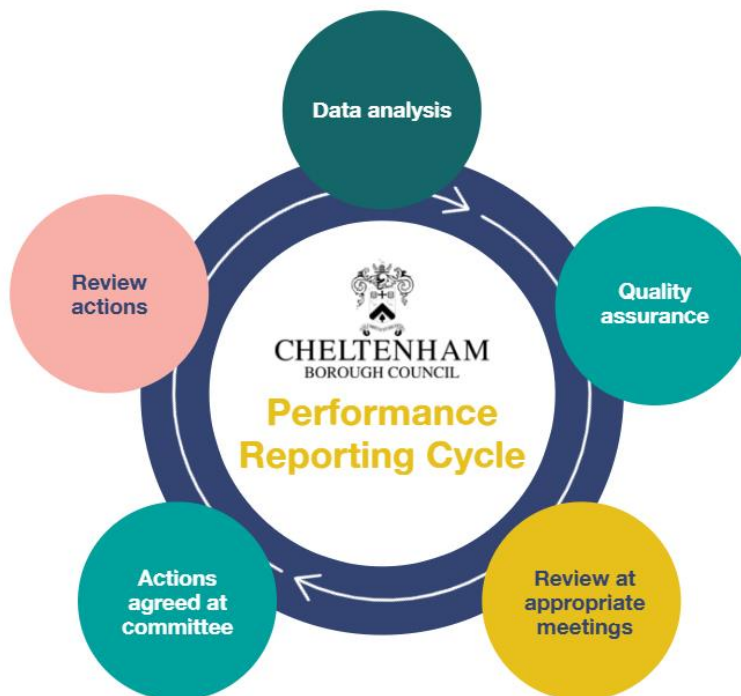 Data analysis
Quality
assurance
Review at
appropriate
meetings
Actions
agreed at
committee
Review
actions
CHELTENHAM
BOROUGH COUNCIL
Performance
Reporting Cycle